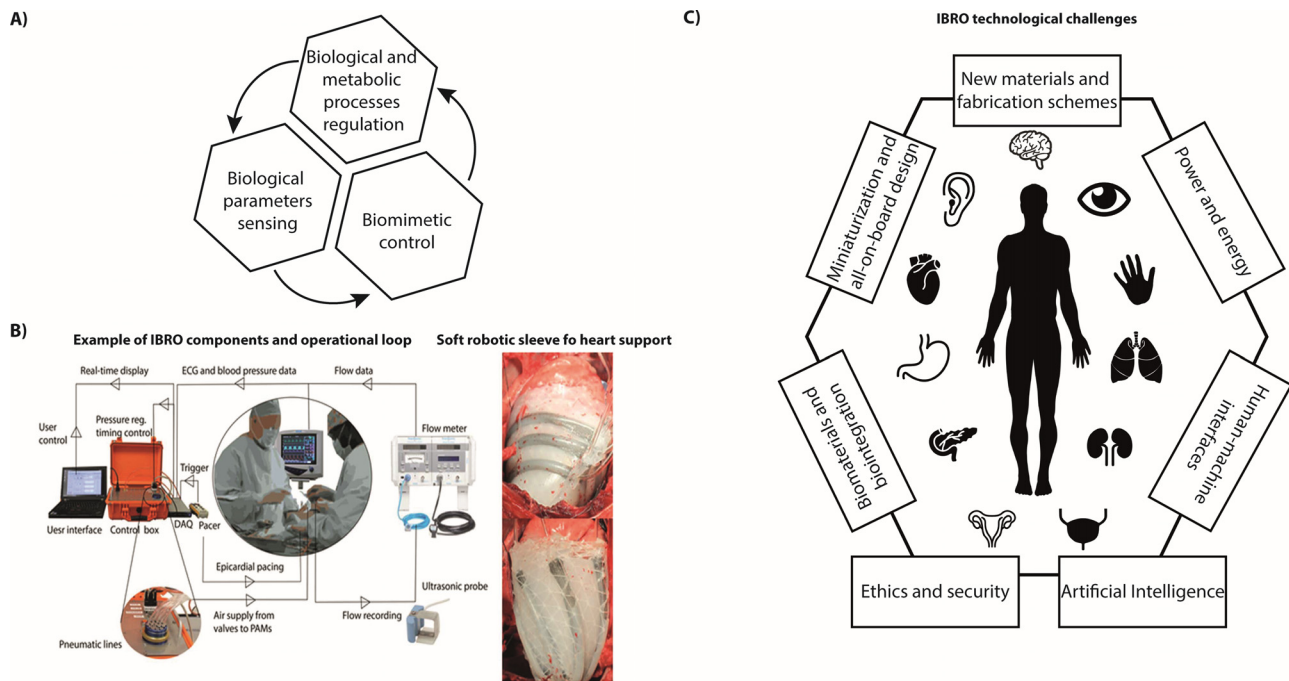 A)
Biological and
metabolic
processes
regulation
Biological
parameters
sensing
Biomimetic
control
B)
Example of IBRO components and operational loop
Soft robotic sleeve fo heart support
Real-time display
ECG and blood pressure data
Flow data
User
control
Pressure reg.
timing control
Flow meter
Trigger
Uesr interface
Control box
DAQ
Pacer
Epicardial pacing
Ultrasonic probe
Air supply from
valves to PAMs
Flow recording
Pneumatic lines
C)
IBRO technological challenges
New materials and
fabrication schemes
Miniaturization and
all-on-board design
Power and energy
Biomaterials and
biointegration
Human-machine
interfaces
Ethics and security
Artificial Intelligence